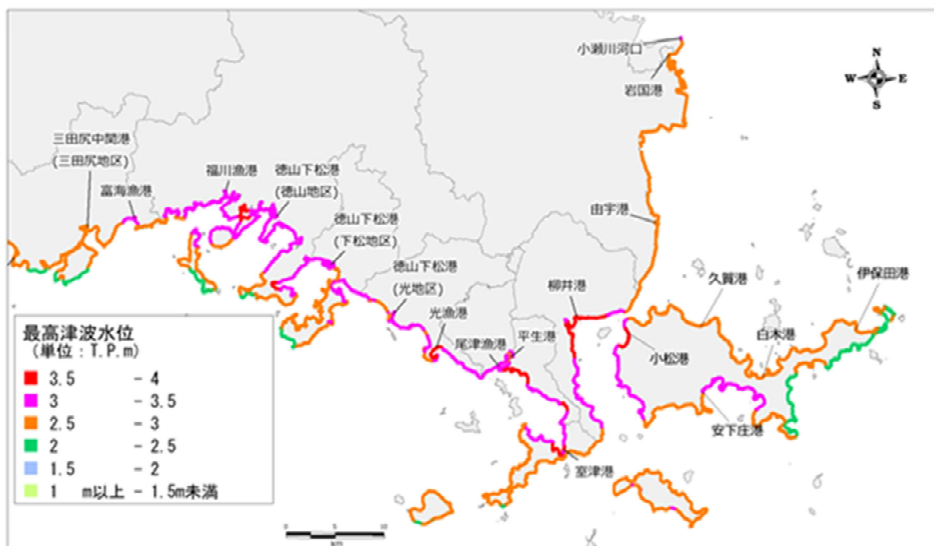 小瀬川河口
N
W E
S
岩国港
三田尻中関港
(三田尻地区)
福川漁港
徳山下松港
(徳山地区)
富海漁港
徳山下松港
(下松地区)
由宇港
徳山下松港
(光地区)
柳井港
久賀港
伊保田港
光漁港
尾津漁港
平生港
白木港
小松港
安下庄港
室津港
最高津波水位
(単位：T.P.m)
3.5 - 4
3 - 3.5
2.5 - 3
2 - 2.5
1.5 - 2
1 m以上 - 1.5m未満
0 5 10
km